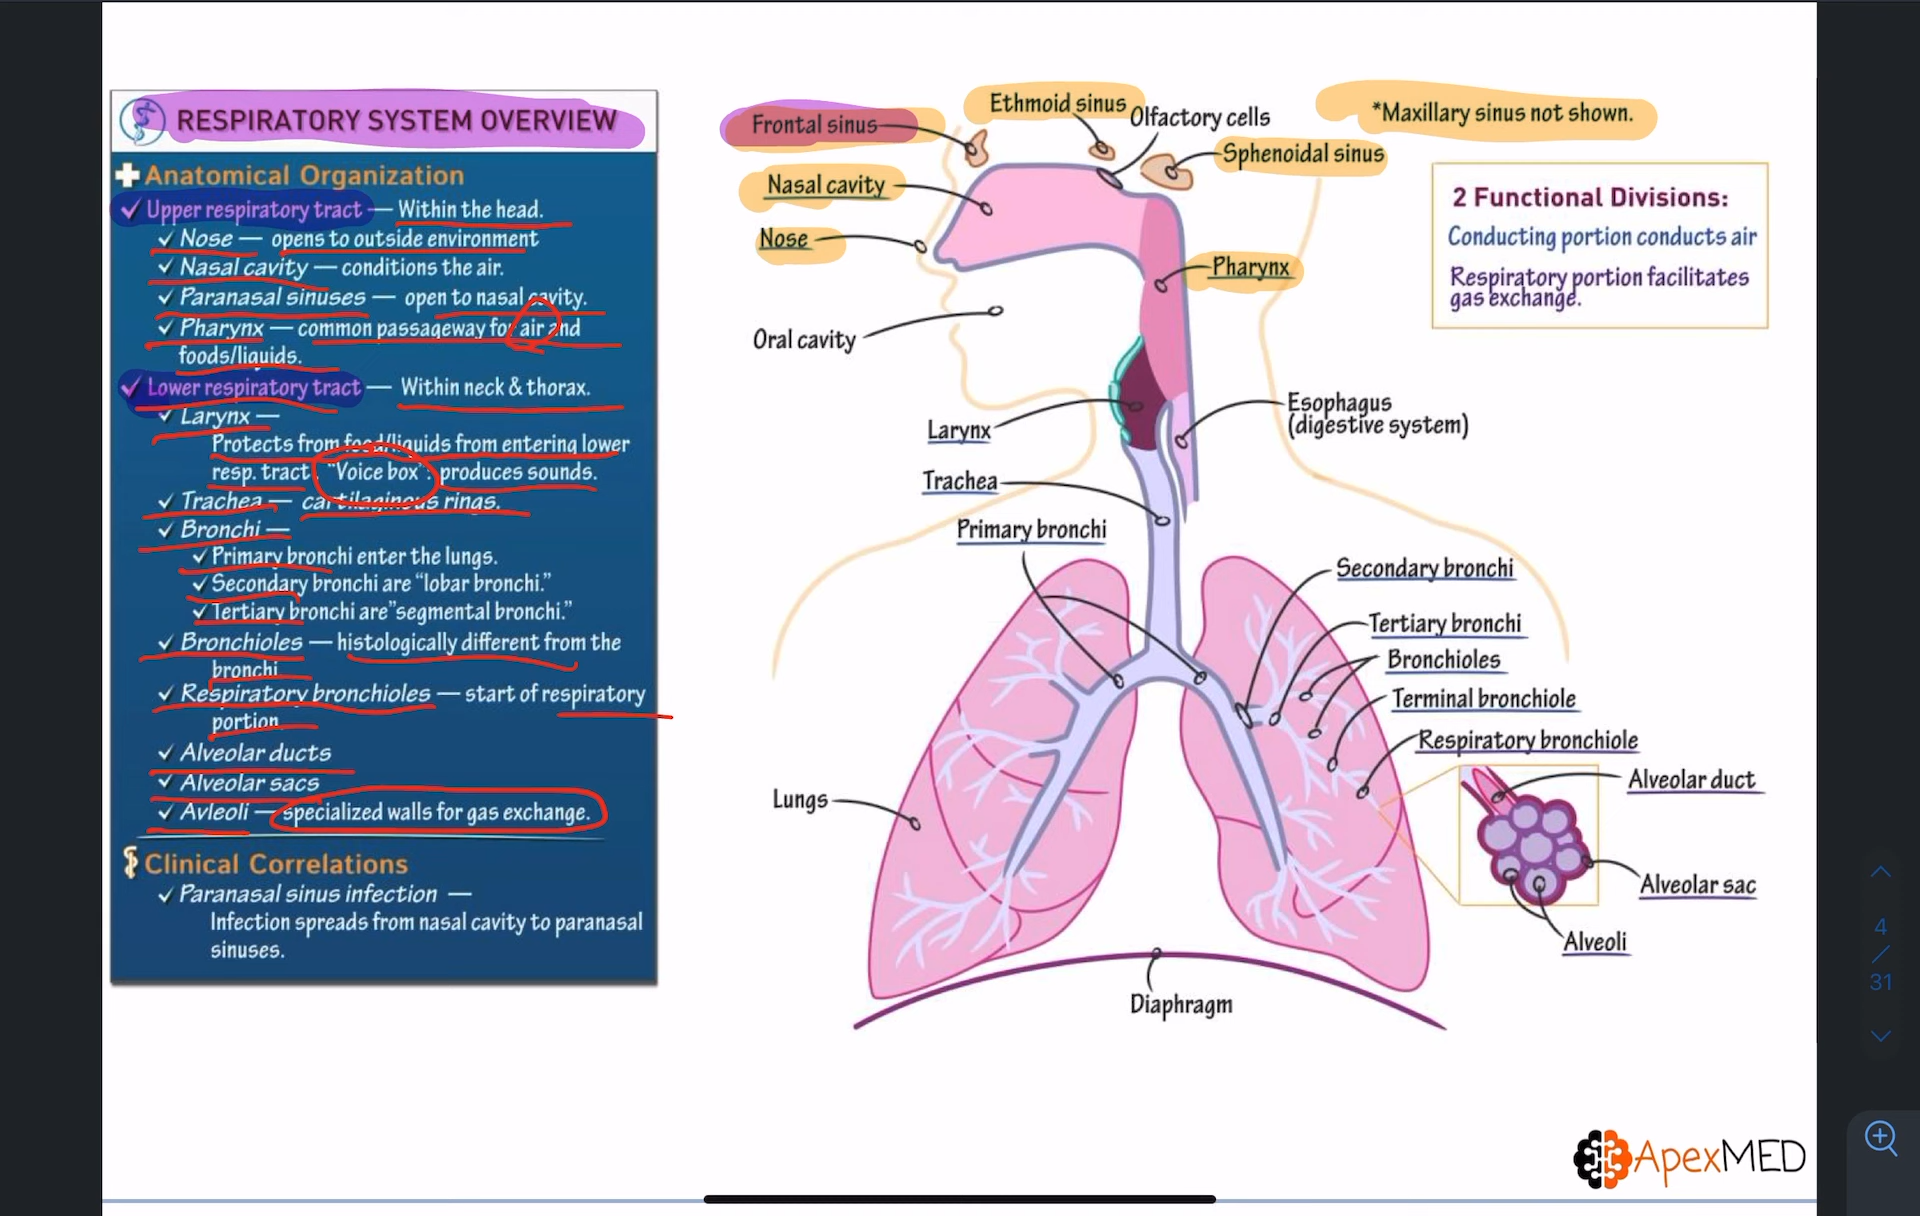 RESPIRATORY SYSTEM OVERVIEW
Anatomical Organization
✓ Upper respiratory tract — Within the head.
✓ Nose — opens to outside environment
✓ Nasal cavity — conditions the air.
✓ Paranasal sinuses — open to nasal cavity.
✓ Pharynx — common passageway for air and
foods/liquids.
✓ Lower respiratory tract — Within neck & thorax.
✓ Larynx —
Protects from food/liquids from entering lower
resp. tract. "Voice box": produces sounds.
✓ Trachea — cartilaginous rings.
✓ Bronchi —
✓ Primary bronchi enter the lungs.
✓ Secondary bronchi are "lobar bronchi."
✓ Tertiary bronchi are"segmental bronchi."
✓ Bronchioles — histologically different from the
bronchi
✓ Respiratory bronchioles — start of respiratory
portion
✓ Alveolar ducts
✓ Alveolar sacs
✓ Avleoli — specialized walls for gas exchange.
Clinical Correlations
✓ Paranasal sinus infection —
Infection spreads from nasal cavity to paranasal
sinuses.
Frontal sinus
Ethmoid sinus
Olfactory cells
*Maxillary sinus not shown.
Sphenoidal sinus
Nasal cavity
Nose
Pharynx
Oral cavity
2 Functional Divisions:
Conducting portion conducts air
Respiratory portion facilitates
gas exchange.
Larynx
Esophagus
(digestive system)
Trachea
Primary bronchi
Secondary bronchi
Tertiary bronchi
Bronchioles
Terminal bronchiole
Respiratory bronchiole
Alveolar duct
Lungs
Alveolar sac
Alveoli
Diaphragm
4
/
31
ApexMED